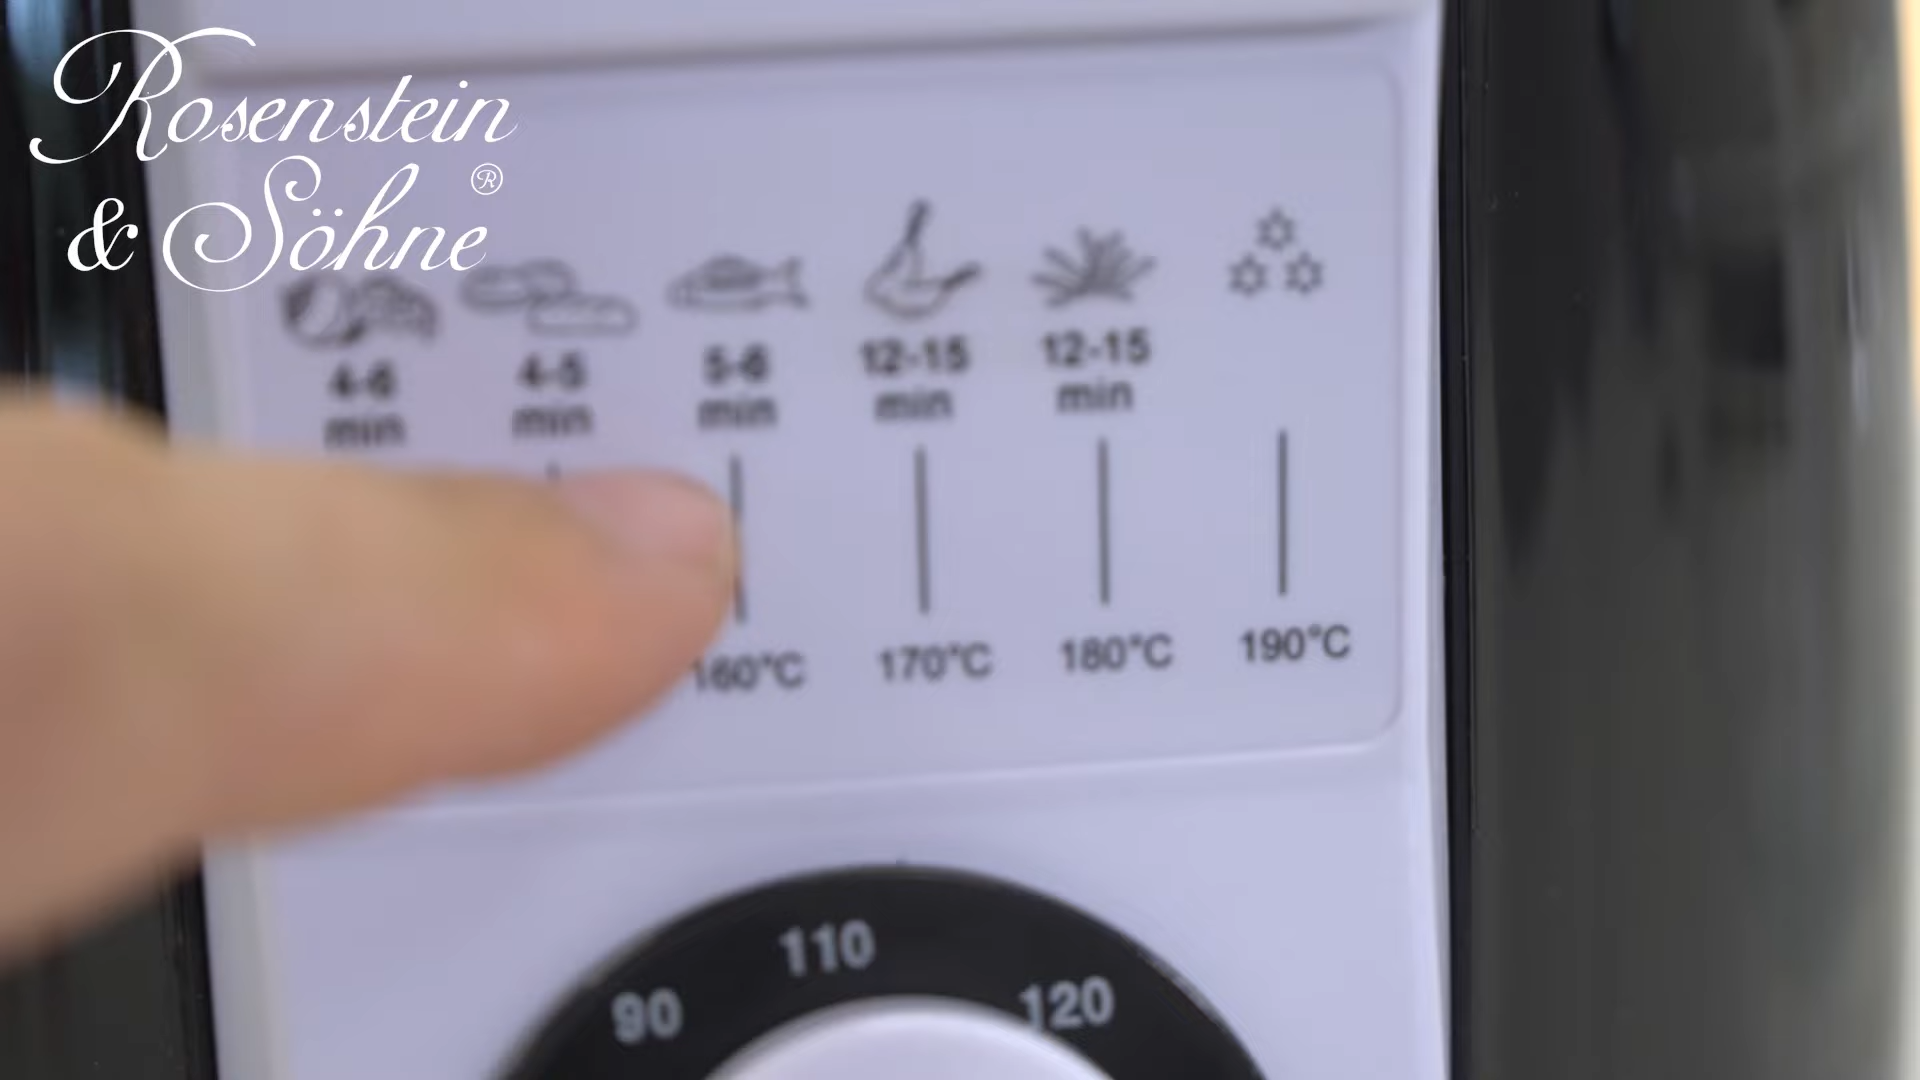 Rosenstein
& Söhne®
4-6 4-5 5-6 12-15 12-15
min min min min min
160°C 170°C 180°C 190°C
90 110 120